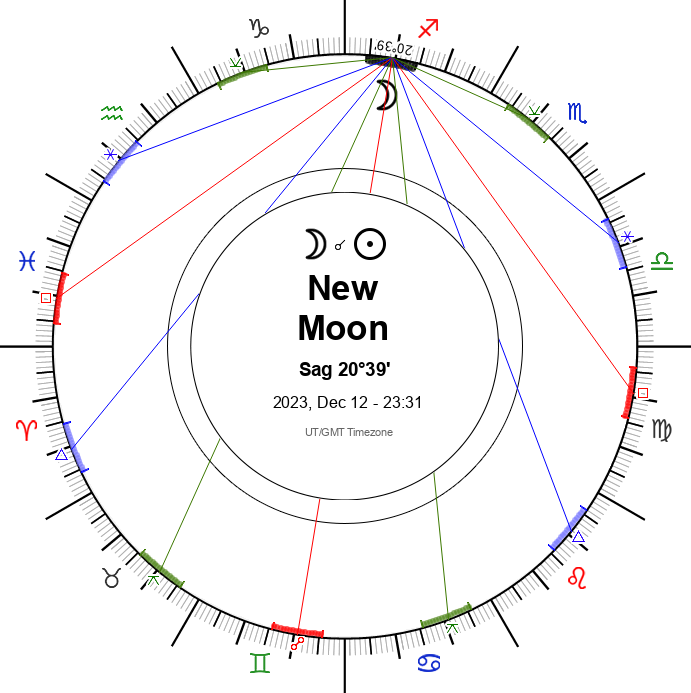 20°39'
☽ ☌ ☉
New
Moon
Sag 20°39'
2023, Dec 12 - 23:31
UT/GMT Timezone